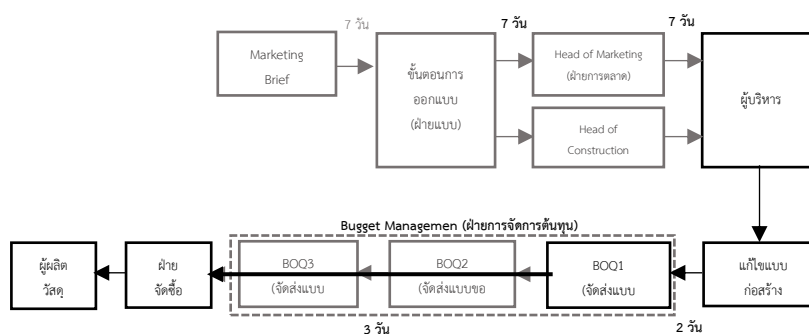 7 วัน
7 วัน
7 วัน
Marketing
Brief
ขั้นตอนการ
ออกแบบ
(ฝ่ายแบบ)
Head of Marketing
(ฝ่ายการตลาด)
Head of
Construction
ผู้บริหาร
Bugget Managemen (ฝ่ายการจัดการต้นทุน)
ผู้ผลิต
วัสดุ
ฝ่าย
จัดซื้อ
BOQ3
(จัดส่งแบบ
BOQ2
(จัดส่งแบบขอ
BOQ1
(จัดส่งแบบ
แก้ไขแบบ
ก่อสร้าง
3 วัน
2 วัน